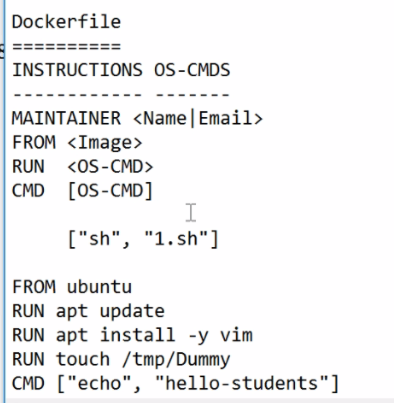 Dockerfile
==========
INSTRUCTIONS OS-CMDS
------------ -------
MAINTAINER <Name|Email>
FROM <Image>
RUN  <OS-CMD>
CMD  [OS-CMD]
     ["sh", "1.sh"]
FROM ubuntu
RUN apt update
RUN apt install -y vim
RUN touch /tmp/Dummy
CMD ["echo", "hello-students"]